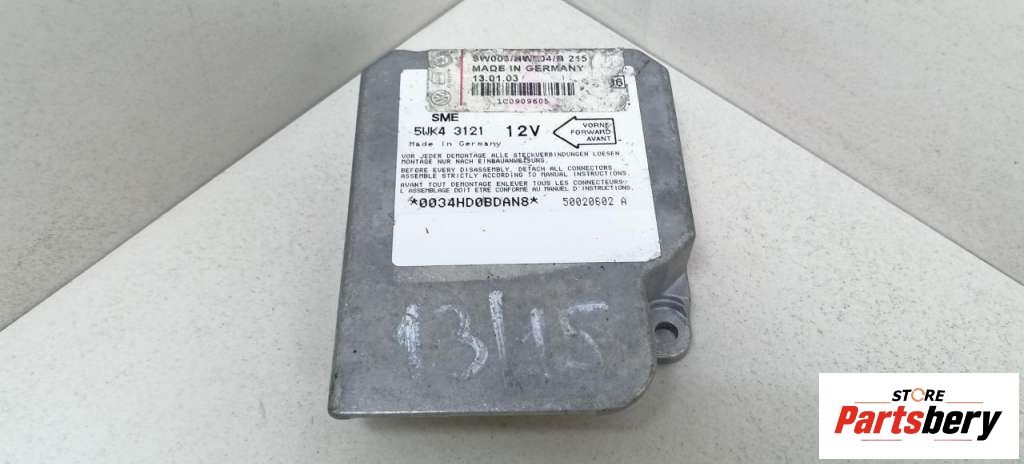 MADE IN GERMANY
13.01.03
1C0909605
SME
5WK4 3121 12V
VORNE
FORWARD
AVANT
Made in Germany
VOR JEDER DEMONTAGE ALLE STECKVERBINDUNGEN LOESEN
MONTAGE NUR NACH EINBAUANWEISUNG.
BEFORE EVERY DISASSEMBLY, DETACH ALL CONNECTORS
ASSEMBLE STRICTLY ACCORDING TO MANUAL INSTRUCTIONS.
AVANT TOUT DEMONTAGE ENLEVER TOUS LES CONNECTEURS-
L'ASSEMBLAGE DOIT ETRE CONFORME AU MANUEL D'INSTRUCTIONS.
*0034HD0BDAN8* 50020602 A
13/15
STORE
Partsbery